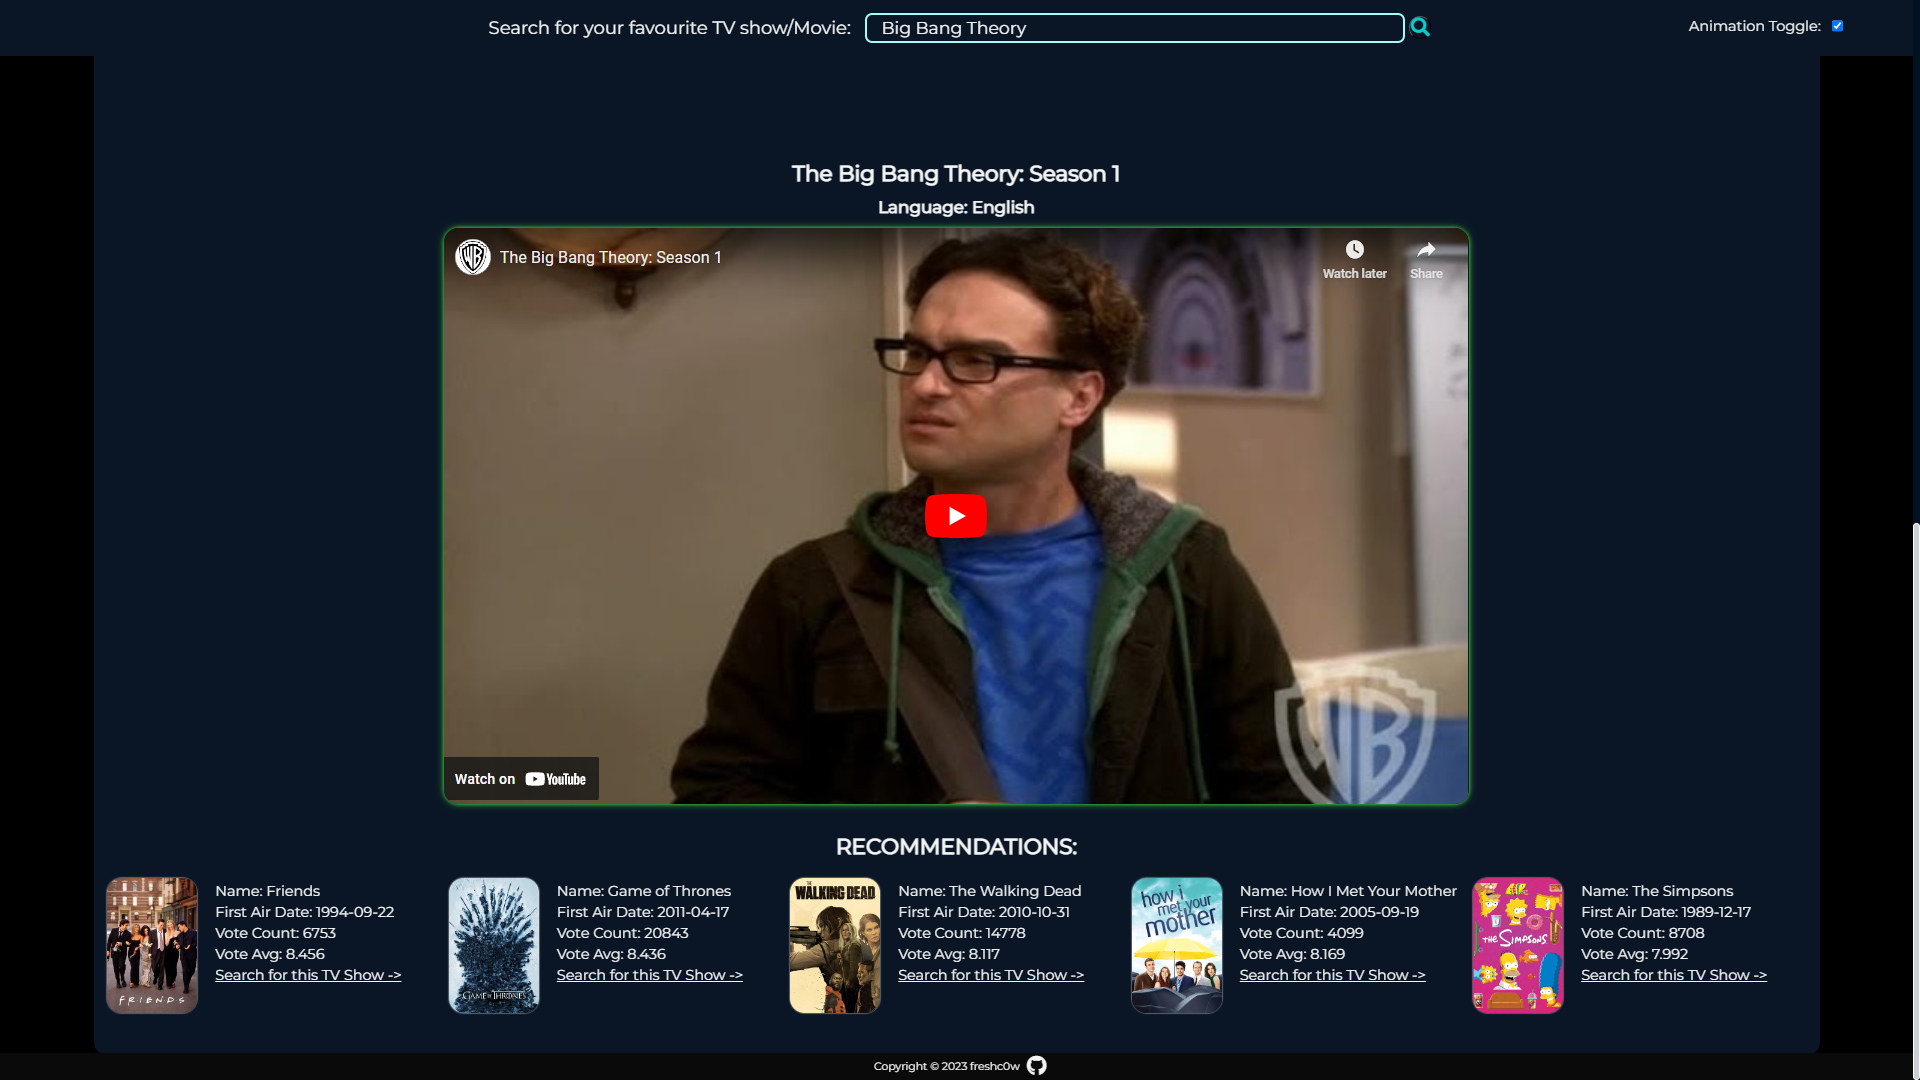 Search for your favourite TV show/Movie:
Big Bang Theory
Animation Toggle:
The Big Bang Theory: Season 1
Language: English
The Big Bang Theory: Season 1
Watch later
Share
WB
Watch on YouTube
RECOMMENDATIONS:
FRIENDS
Name: Friends
First Air Date: 1994-09-22
Vote Count: 6753
Vote Avg: 8.456
Search for this TV Show ->
GAME OF THRONES
Name: Game of Thrones
First Air Date: 2011-04-17
Vote Count: 20843
Vote Avg: 8.436
Search for this TV Show ->
THE WALKING DEAD
Name: The Walking Dead
First Air Date: 2010-10-31
Vote Count: 14778
Vote Avg: 8.117
Search for this TV Show ->
how i met your mother
Name: How I Met Your Mother
First Air Date: 2005-09-19
Vote Count: 4099
Vote Avg: 8.169
Search for this TV Show ->
THE SIMPSONS
Name: The Simpsons
First Air Date: 1989-12-17
Vote Count: 8708
Vote Avg: 7.992
Search for this TV Show ->
Copyright © 2023 freshc0w